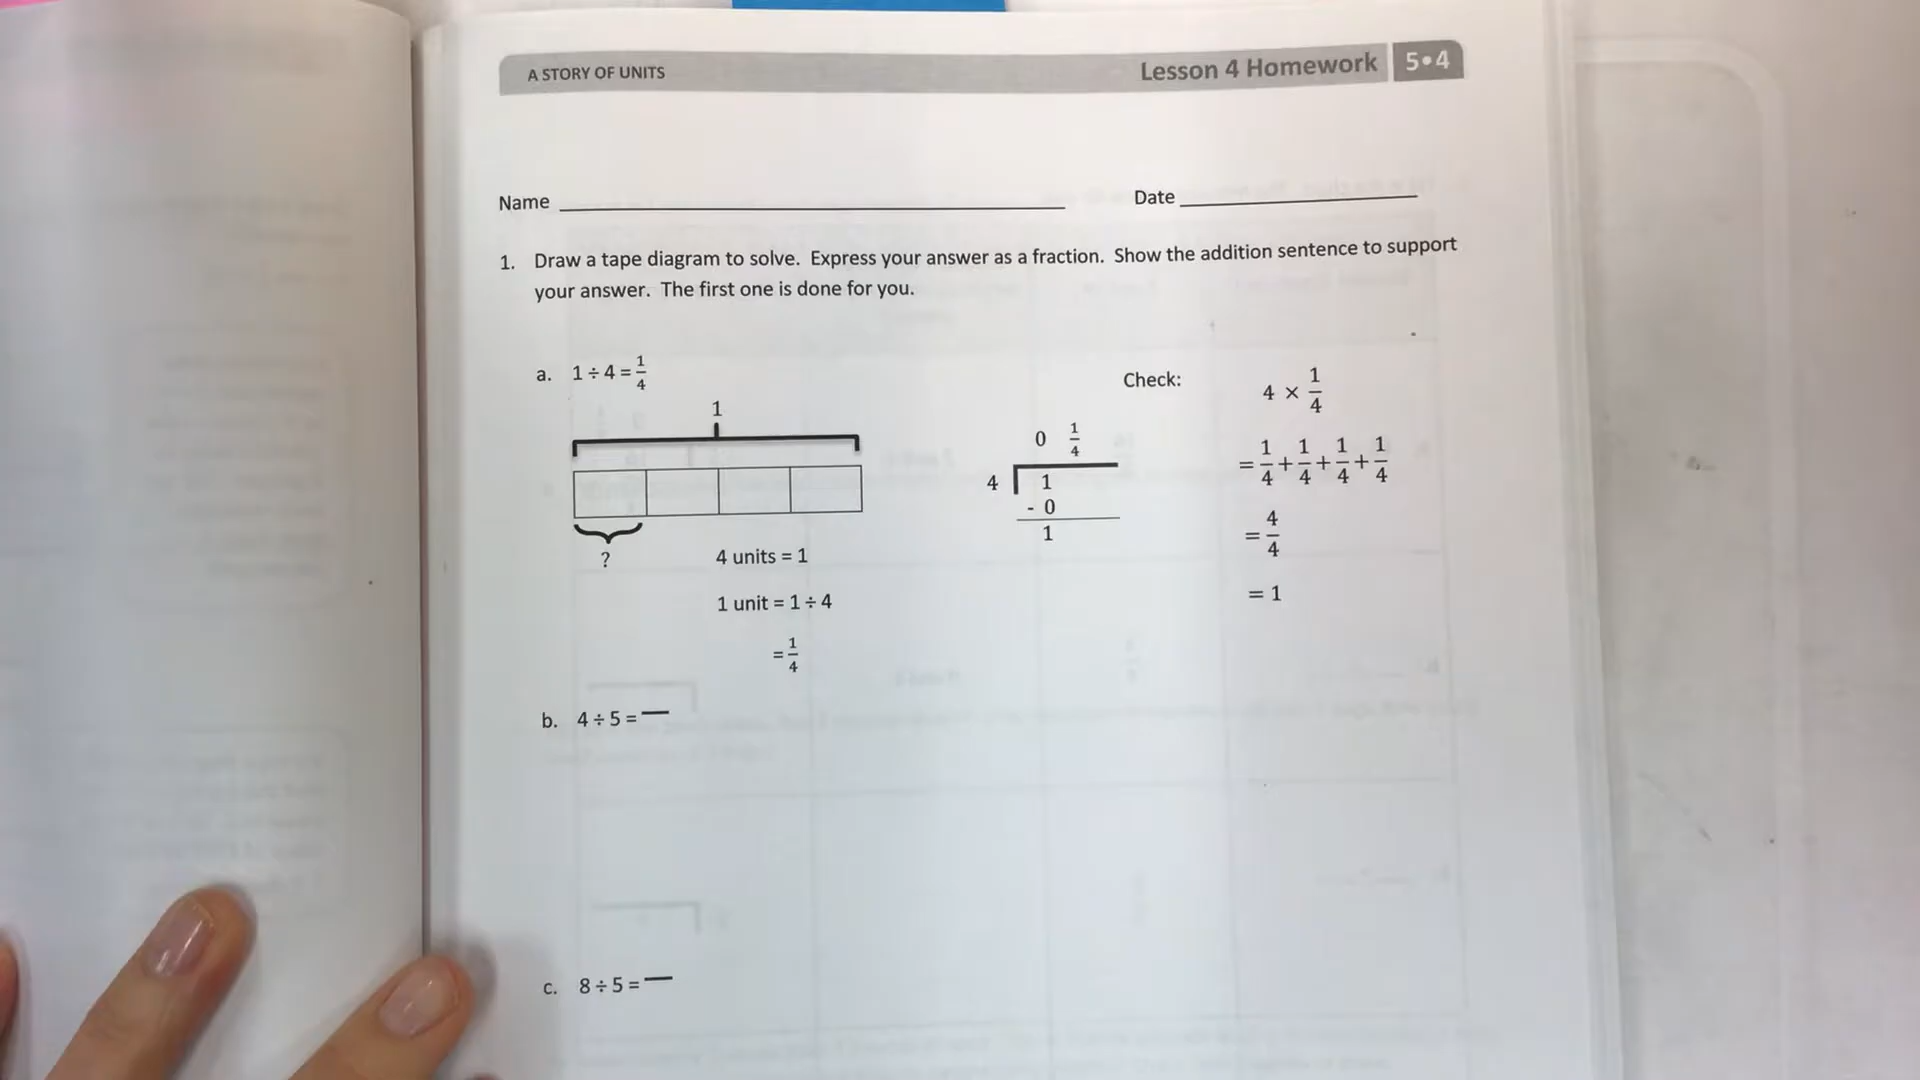 A STORY OF UNITS
Lesson 4 Homework 5•4
Name
Date
1. Draw a tape diagram to solve. Express your answer as a fraction. Show the addition sentence to support
your answer. The first one is done for you.
a. 1 ÷ 4 = 1/4
1
?
4 units = 1
1 unit = 1 ÷ 4
= 1/4
0 1/4
4 1
- 0
1
Check:
4 × 1/4
= 1/4 + 1/4 + 1/4 + 1/4
= 4/4
= 1
b. 4 ÷ 5 = —
c. 8 ÷ 5 = —